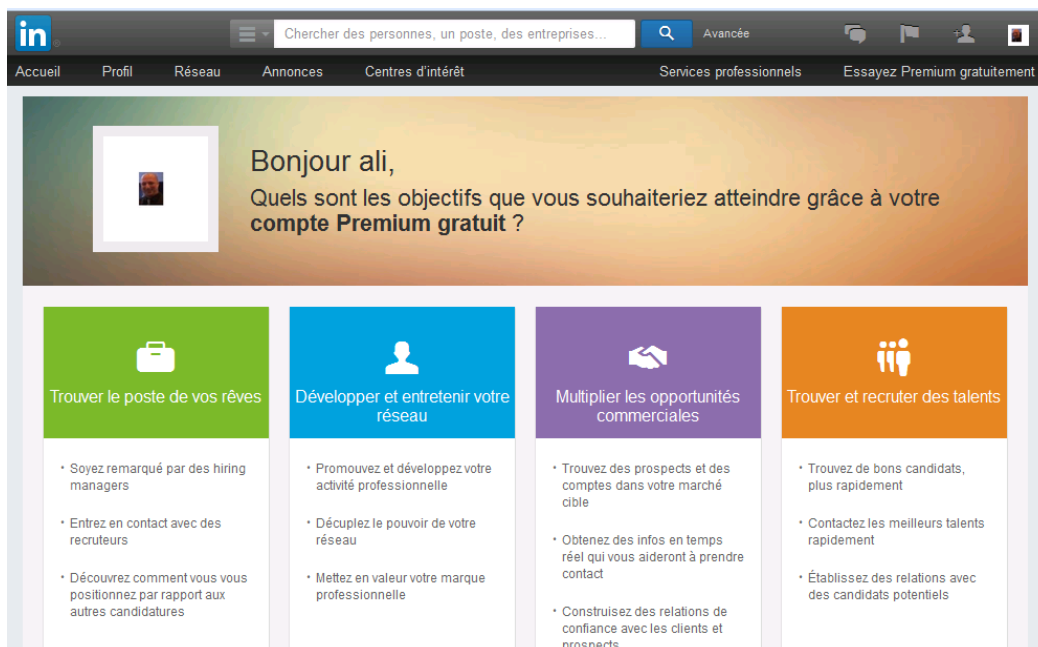 in
Chercher des personnes, un poste, des entreprises...
Avancée
Accueil Profil Réseau Annonces Centres d'intérêt Services professionnels Essayez Premium gratuitement
Bonjour ali,
Quels sont les objectifs que vous souhaiteriez atteindre grâce à votre
compte Premium gratuit ?
Trouver le poste de vos rêves
• Soyez remarqué par des hiring
managers
• Entrez en contact avec des
recruteurs
• Découvrez comment vous vous
positionnez par rapport aux
autres candidatures
Développer et entretenir votre
réseau
• Promouvez et développez votre
activité professionnelle
• Décuplez le pouvoir de votre
réseau
• Mettez en valeur votre marque
professionnelle
Multiplier les opportunités
commerciales
• Trouvez des prospects et des
comptes dans votre marché
cible
• Obtenez des infos en temps
réel qui vous aideront à prendre
contact
• Construisez des relations de
confiance avec les clients et
prospects
Trouver et recruter des talents
• Trouvez de bons candidats,
plus rapidement
• Contactez les meilleurs talents
rapidement
• Établissez des relations avec
des candidats potentiels